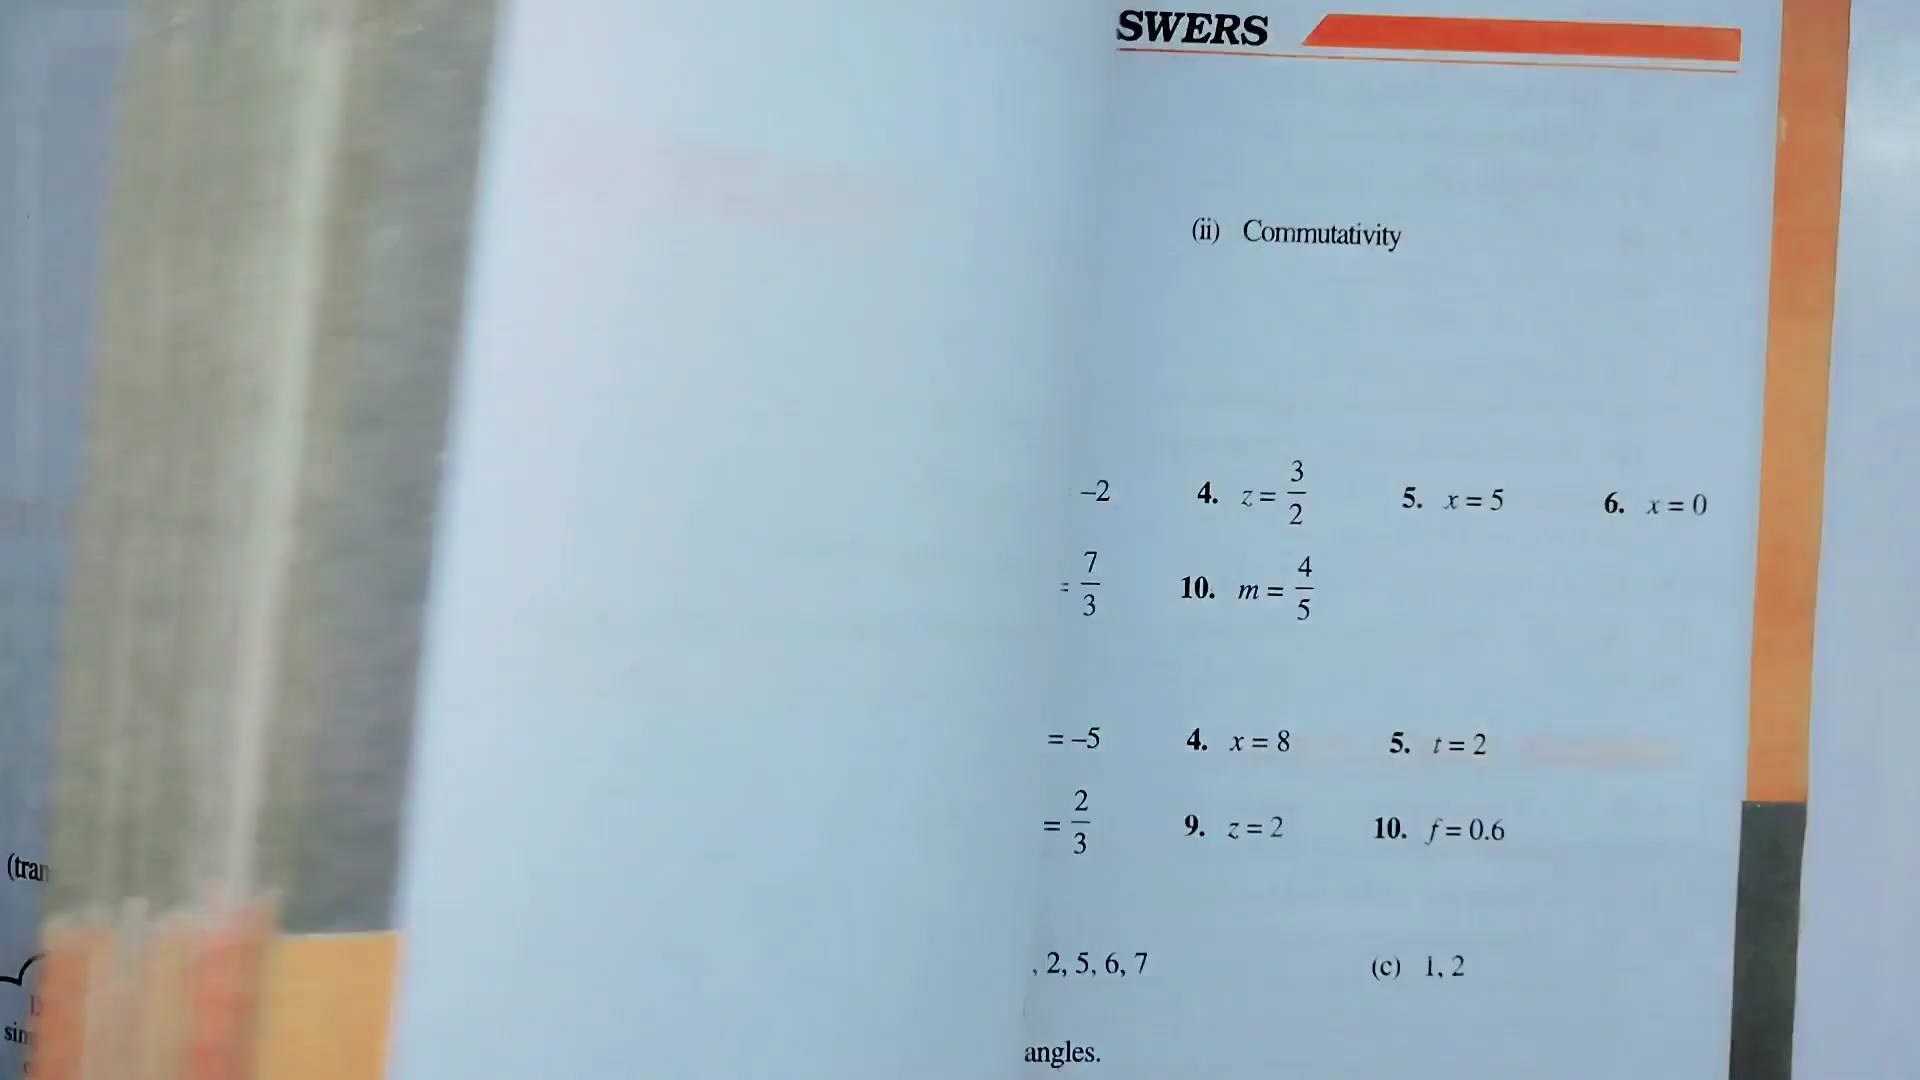 SWERS
(ii) Commutativity
–2 4. z = 3/2 5. x = 5 6. x = 0
= 7/3 10. m = 4/5
= –5 4. x = 8 5. t = 2
= 2/3 9. z = 2 10. f = 0.6
, 2, 5, 6, 7 (c) 1, 2
angles.
(tran
sin